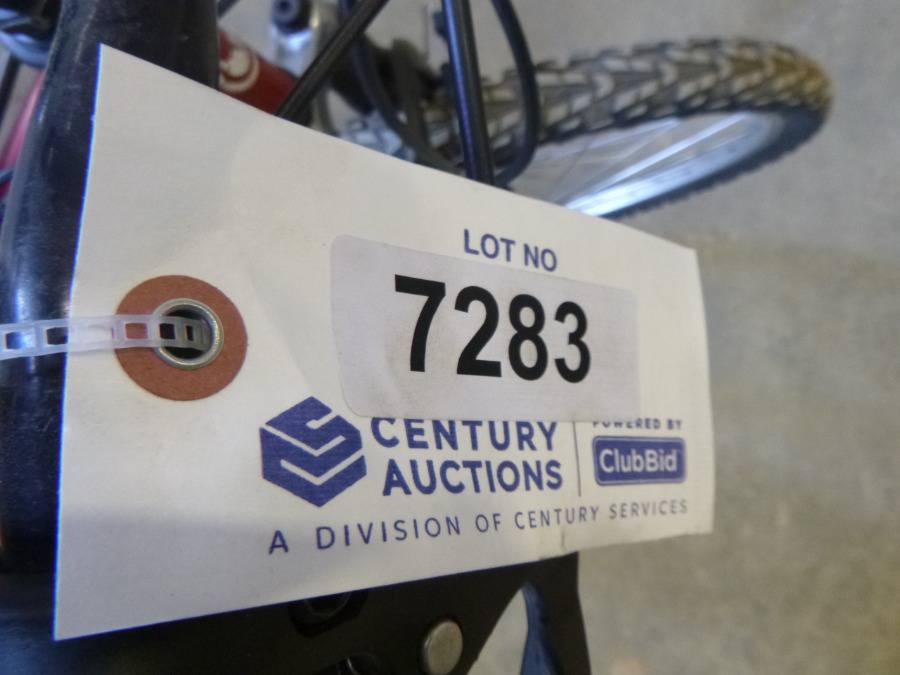 LOT NO
7283
CENTURY
AUCTIONS
POWERED BY
ClubBid
A DIVISION OF CENTURY SERVICES